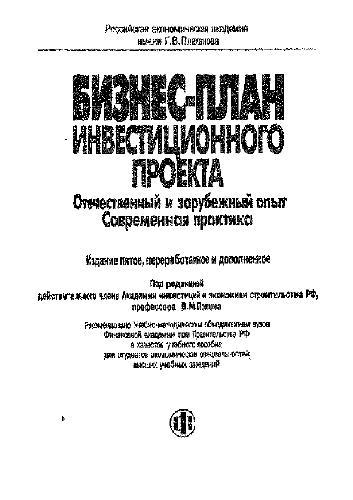 Российская экономическая академия
имени Г.В.Плеханова
БИЗНЕС-ПЛАН
ИНВЕСТИЦИОННОГО
ПРОЕКТА
Отечественный и зарубежный опыт
Современная практика
Издание пятое, переработанное и дополненное
Под редакцией
действительного члена Академии инвестиций и экономики строительства РФ,
профессора В.М.Попова
Рекомендовано Учебно-методическим объединением вузов
Финансовой академии при Правительстве РФ
в качестве учебного пособия
для студентов экономических специальностей
высших учебных заведений